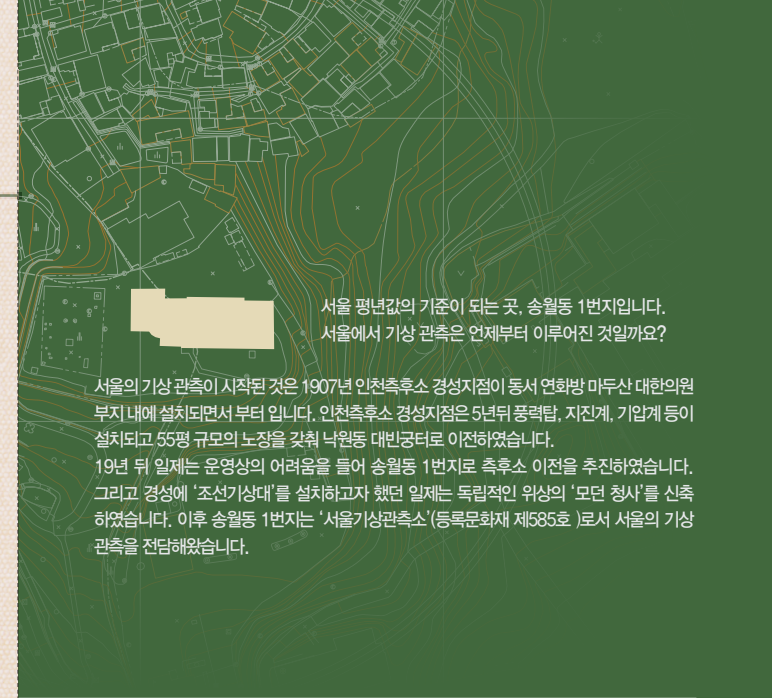 서울 평년값의 기준이 되는 곳, 송월동 1번지입니다.
서울에서 기상 관측은 언제부터 이루어진 것일까요?
서울의 기상 관측이 시작된 것은 1907년 인천측후소 경성지점이 동서 연화방 마두산 대한의원
부지 내에 설치되면서 부터 입니다. 인천측후소 경성지점은 5년뒤 풍력탑, 지진계, 기압계 등이
설치되고 55평 규모의 노장을 갖춰 낙원동 대빈궁터로 이전하였습니다.
19년 뒤 일제는 운영상의 어려움을 들어 송월동 1번지로 측후소 이전을 추진하였습니다.
그리고 경성에 ‘조선기상대’를 설치하고자 했던 일제는 독립적인 위상의 ‘모던 청사’를 신축
하였습니다. 이후 송월동 1번지는 ‘서울기상관측소’(등록문화재 제585호 )로서 서울의 기상
관측을 전담해왔습니다.